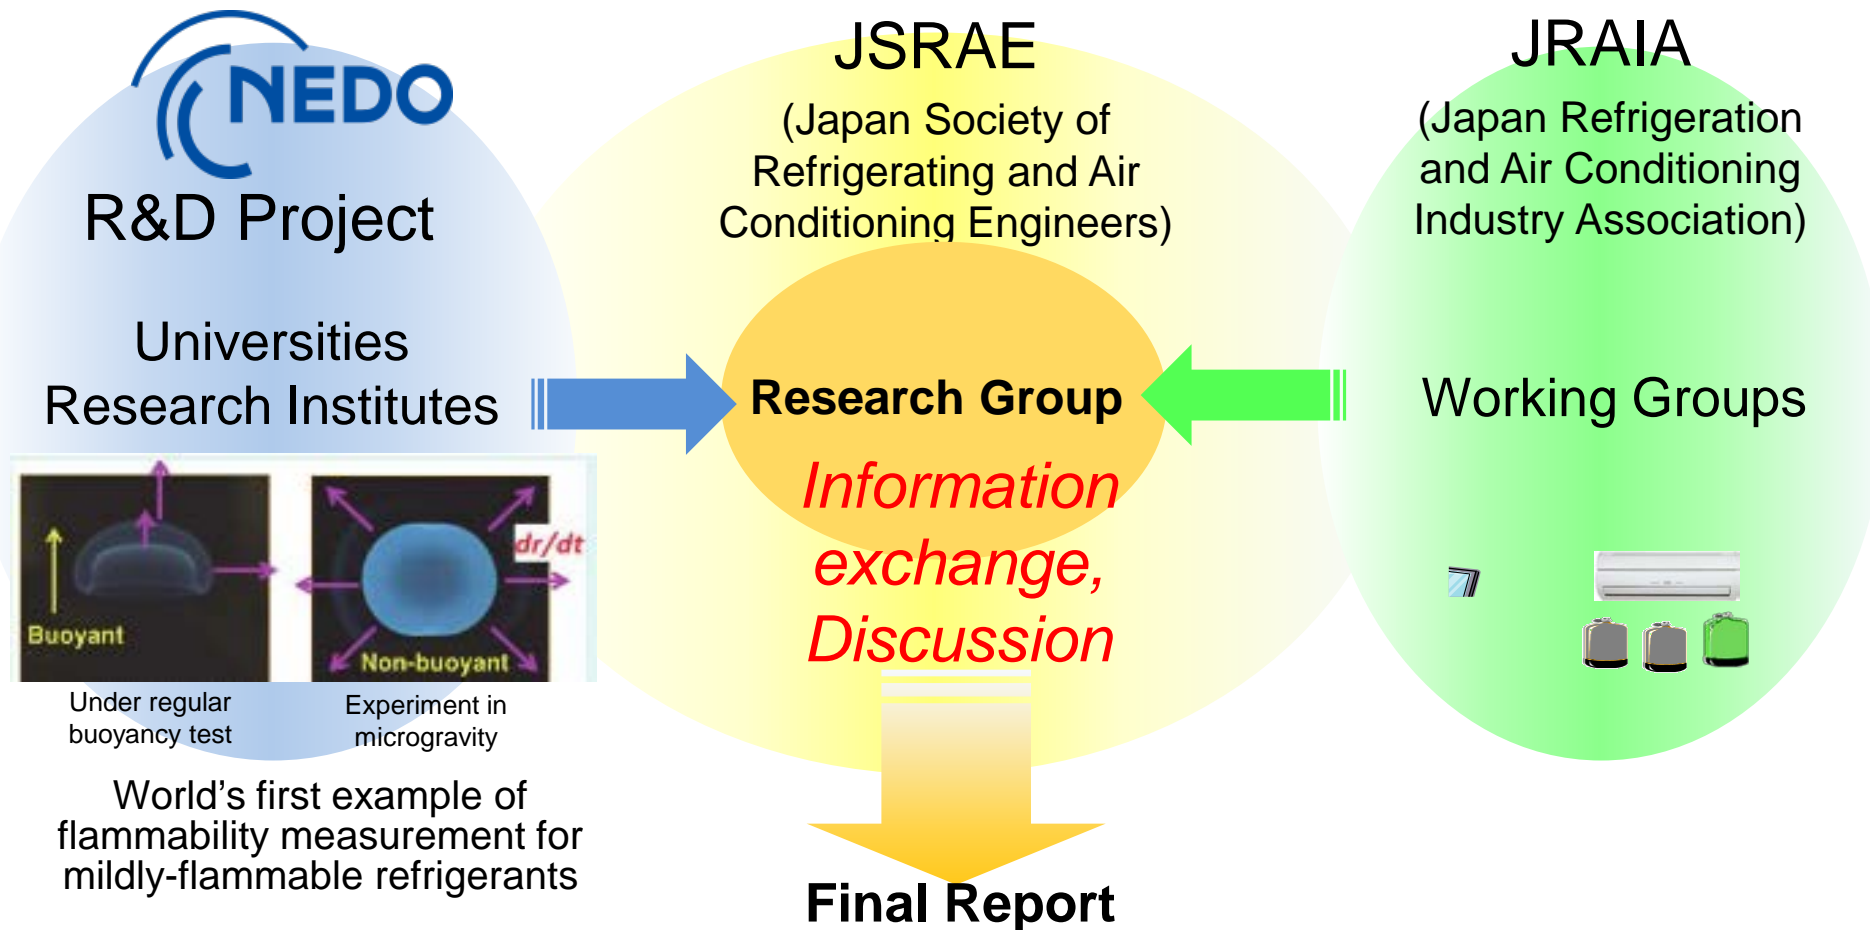 NEDO
R&D Project
Universities
Research Institutes
Buoyant
Non-buoyant
dr/dt
Under regular
buoyancy test
Experiment in
microgravity
World’s first example of
flammability measurement for
mildly-flammable refrigerants
JSRAE
(Japan Society of
Refrigerating and Air
Conditioning Engineers)
Research Group
Information
exchange,
Discussion
Final Report
JRAIA
(Japan Refrigeration
and Air Conditioning
Industry Association)
Working Groups